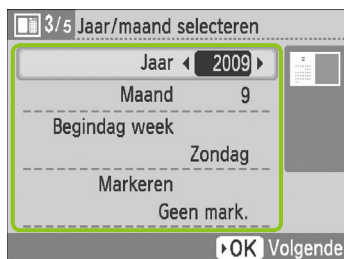 3/5 Jaar/maand selecteren
Jaar 2009
Maand 9
Begindag week
Zondag
Markeren
Geen mark.
OK Volgende